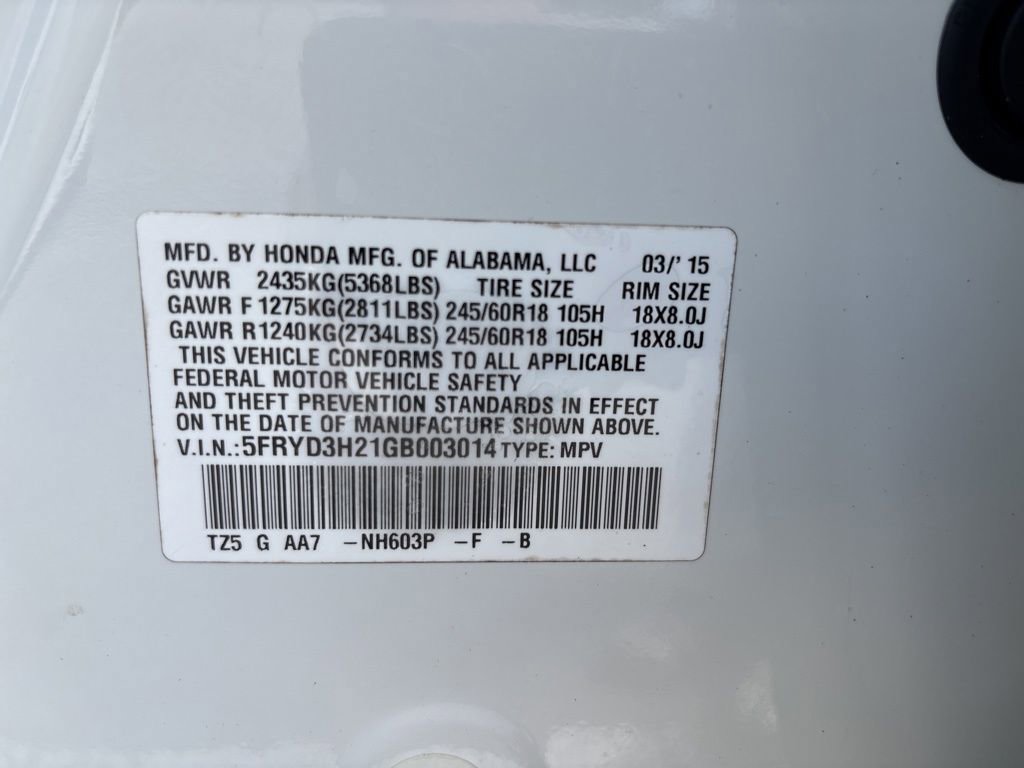 MFD. BY HONDA MFG. OF ALABAMA, LLC 03/'15
GVWR 2435KG(5368LBS) TIRE SIZE RIM SIZE
GAWR F 1275KG(2811LBS) 245/60R18 105H 18X8.0J
GAWR R1240KG(2734LBS) 245/60R18 105H 18X8.0J
THIS VEHICLE CONFORMS TO ALL APPLICABLE
FEDERAL MOTOR VEHICLE SAFETY
AND THEFT PREVENTION STANDARDS IN EFFECT
ON THE DATE OF MANUFACTURE SHOWN ABOVE.
V.I.N.:5FRYD3H21GB003014 TYPE: MPV
TZ5 G AA7 -NH603P -F -B